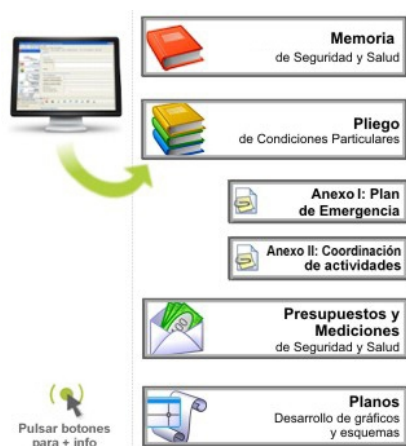 Memoria
de Seguridad y Salud
Pliego
de Condiciones Particulares
Anexo I: Plan
de Emergencia
Anexo II: Coordinación
de actividades
Presupuestos y
Mediciones
de Seguridad y Salud
Planos
Desarrollo de gráficos
y esquemas
Pulsar botones
para + info